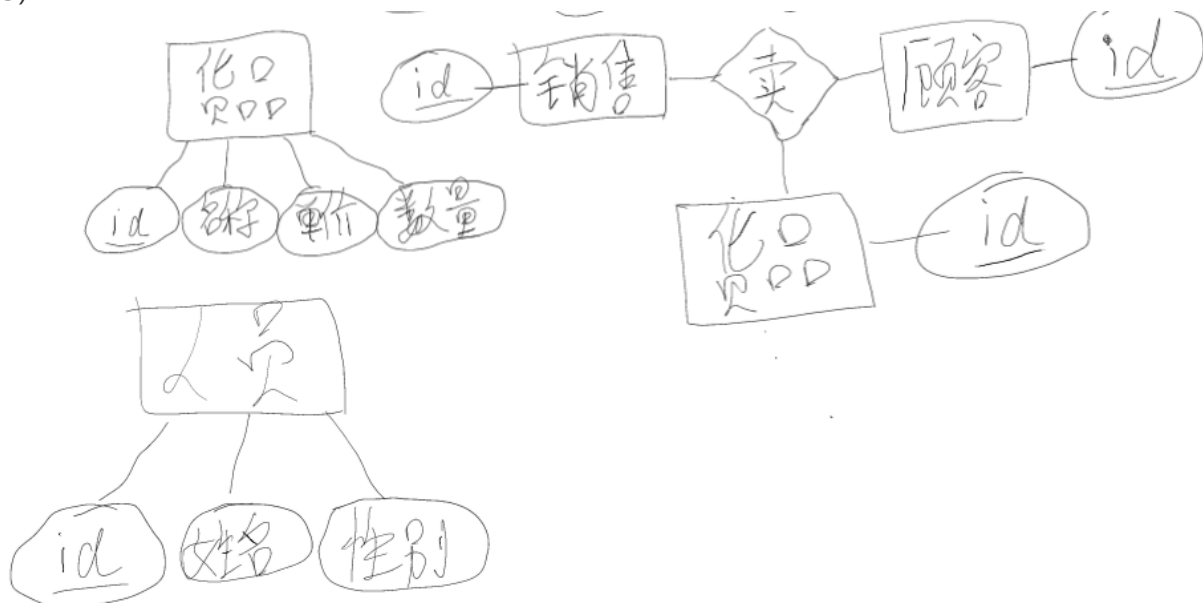 货品
id 名称 单价 数量
id 销售 卖 顾客 id
货品 id
人员
id 姓名 性别